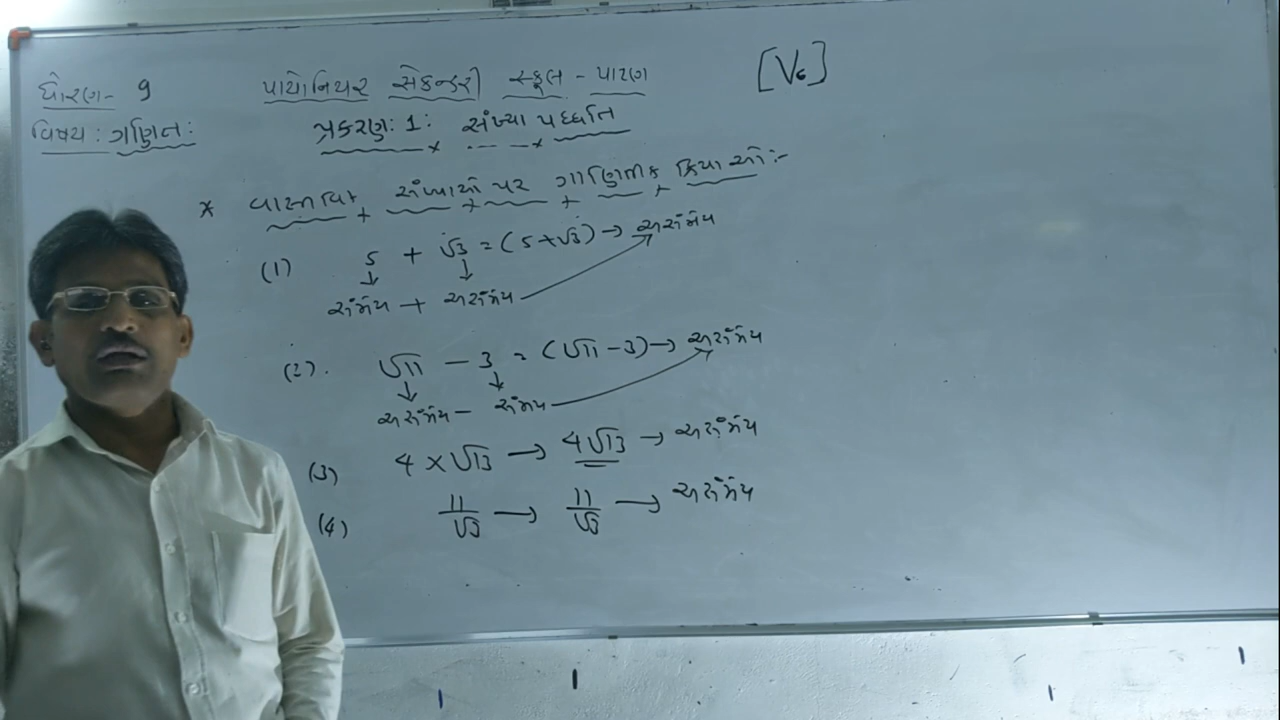 ધોરણ- 9 પાયોનિયર સેકન્ડરી સ્કૂલ - પાટણ [V6]
વિષય : ગણિત: પ્રકરણ: 1: સંખ્યા પદ્ધતિ
* વાસ્તવિક સંખ્યાઓ પર ગાણિતીક ક્રિયાઓ :-
(1) 5 + √3 = (5+√3) → અસંમેય
સંમેય + અસંમેય
(2). √11 - 3 = (√11 - 3) → અસંમેય
અસંમેય - સંમેય
(3) 4 × √13 → 4√13 → અસંમેય
(4) 11/√3 → 11/√3 → અસંમેય